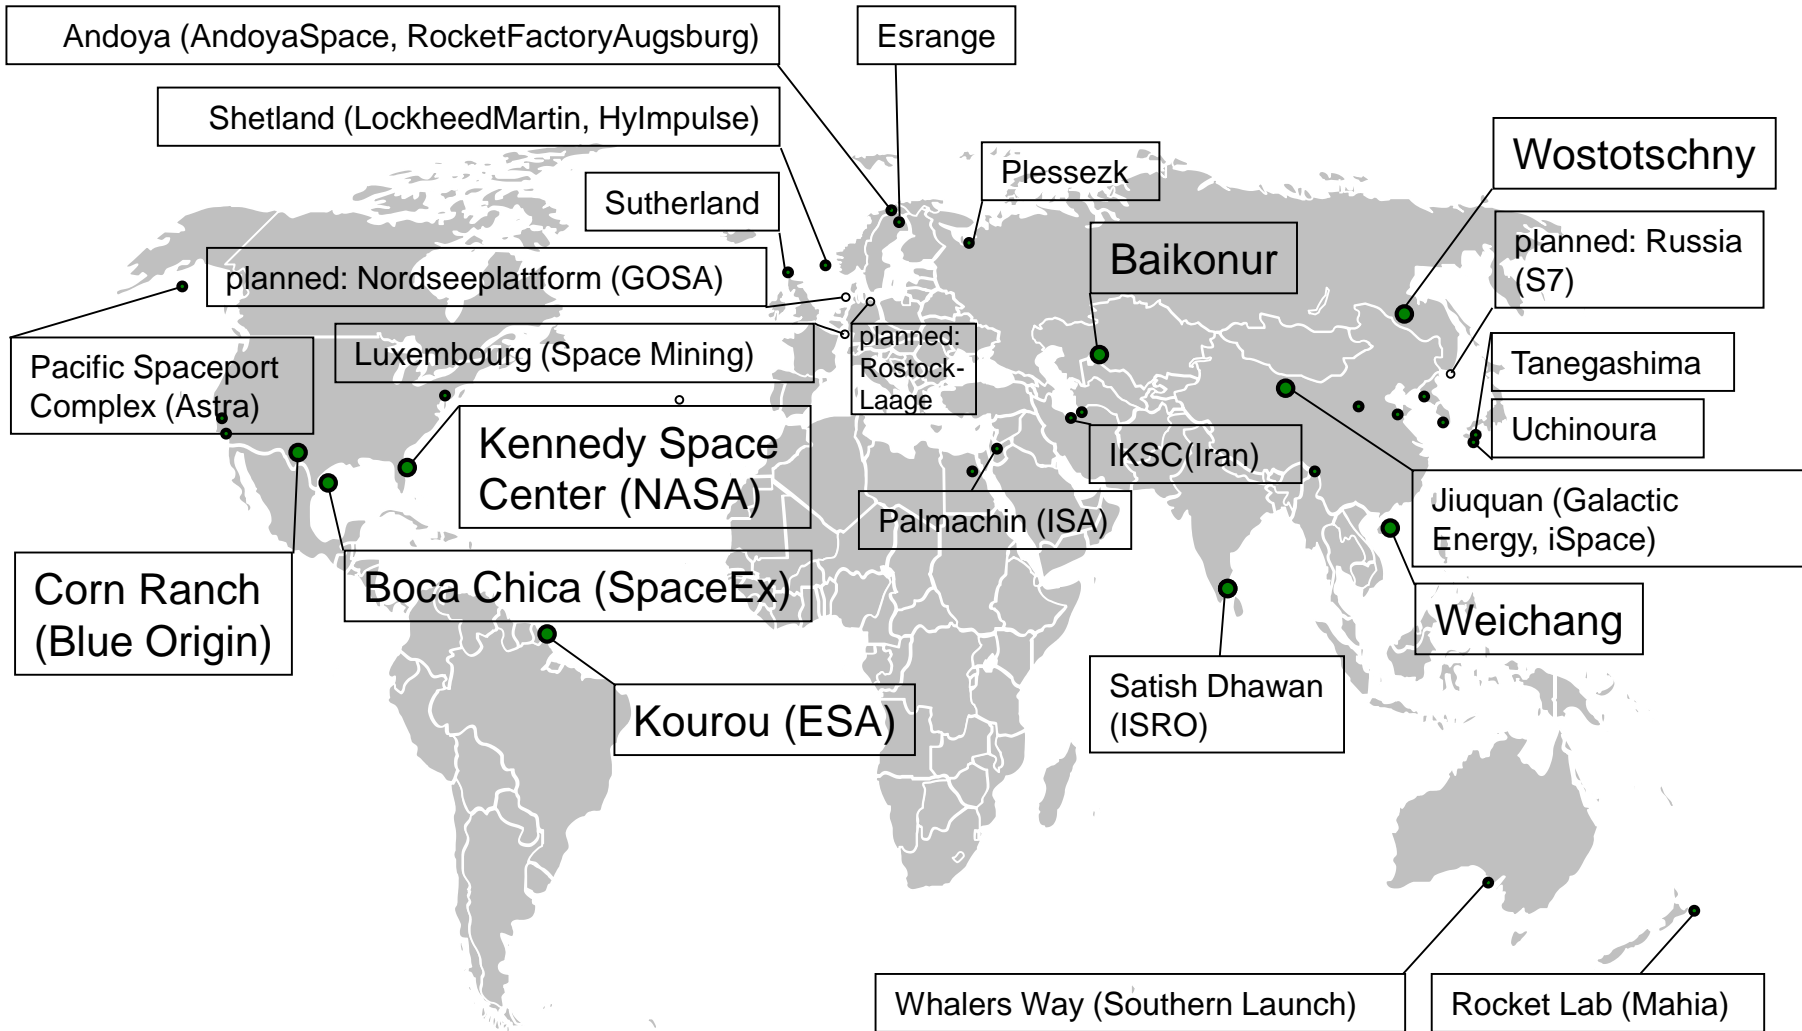 Andoya (AndoyaSpace, RocketFactoryAugsburg)
Esrange
Shetland (LockheedMartin, HyImpulse)
Wostotschny
Plessezk
Sutherland
planned: Russia
(S7)
Baikonur
planned: Nordseeplattform (GOSA)
planned:
Rostock-
Laage
Luxembourg (Space Mining)
Pacific Spaceport
Complex (Astra)
Tanegashima
Uchinoura
Kennedy Space
Center (NASA)
IKSC(Iran)
Palmachin (ISA)
Jiuquan (Galactic
Energy, iSpace)
Corn Ranch
(Blue Origin)
Boca Chica (SpaceEx)
Weichang
Kourou (ESA)
Satish Dhawan
(ISRO)
Whalers Way (Southern Launch)
Rocket Lab (Mahia)